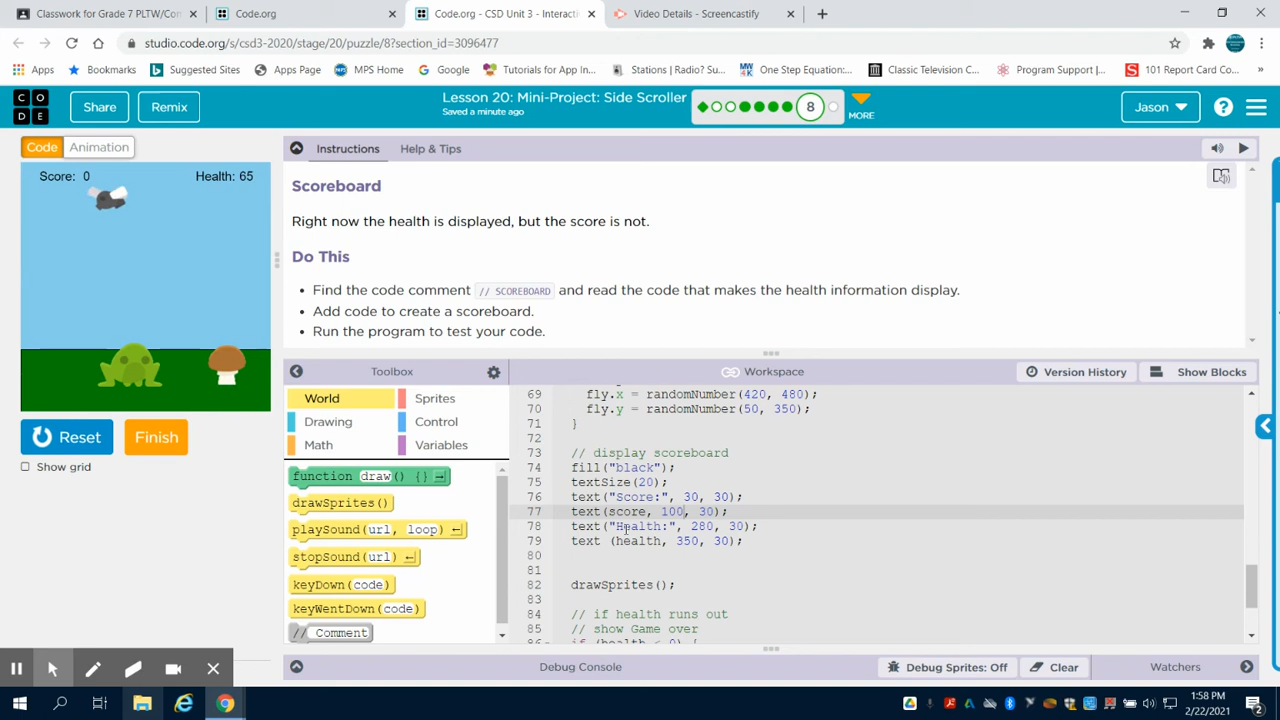 Classwork for Grade 7 PLTW/Con
Code.org
Code.org - CSD Unit 3 - Interacti
Video Details - Screencastify
studio.code.org/s/csd3-2020/stage/20/puzzle/8?section_id=3096477
Apps
Bookmarks
Suggested Sites
Apps Page
MPS Home
Google
Tutorials for App In...
Stations | Radio? Su...
One Step Equation:...
Classic Television C...
Program Support |...
101 Report Card Co...
C O
D E
Share
Remix
Lesson 20: Mini-Project: Side Scroller
Saved a minute ago
8
MORE
Jason
Code
Animation
Instructions
Help & Tips
Score: 0
Health: 65
Scoreboard
Right now the health is displayed, but the score is not.
Do This
• Find the code comment // SCOREBOARD and read the code that makes the health information display.
• Add code to create a scoreboard.
• Run the program to test your code.
Reset
Finish
Show grid
Toolbox
Workspace
Version History
Show Blocks
World
Sprites
Drawing
Control
Math
Variables
function draw() {}
drawSprites()
playSound(url, loop)
stopSound(url)
keyDown(code)
keyWentDown(code)
// Comment
69 fly.x = randomNumber(420, 480);
70 fly.y = randomNumber(50, 350);
71 }
72
73 // display scoreboard
74 fill("black");
75 textSize(20);
76 text("Score:", 30, 30);
77 text(score, 100, 30);
78 text("Health:", 280, 30);
79 text (health, 350, 30);
80
81
82 drawSprites();
83
84 // if health runs out
85 // show Game over
86 if (health < 0) {
Debug Console
Debug Sprites: Off
Clear
Watchers
1:58 PM
2/22/2021
2